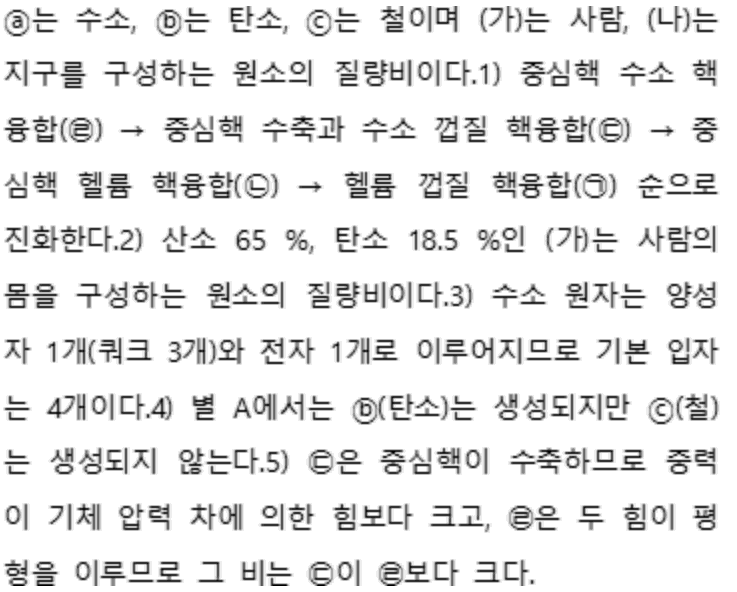 ⓐ는 수소, ⓑ는 탄소, ⓒ는 철이며 (가)는 사람, (나)는
지구를 구성하는 원소의 질량비이다.1) 중심핵 수소 핵
융합(㉣) → 중심핵 수축과 수소 껍질 핵융합(㉢) → 중
심핵 헬륨 핵융합(㉡) → 헬륨 껍질 핵융합(㉠) 순으로
진화한다.2) 산소 65 %, 탄소 18.5 %인 (가)는 사람의
몸을 구성하는 원소의 질량비이다.3) 수소 원자는 양성
자 1개(쿼크 3개)와 전자 1개로 이루어지므로 기본 입자
는 4개이다.4) 별 A에서는 ⓑ(탄소)는 생성되지만 ⓒ(철)
는 생성되지 않는다.5) ㉢은 중심핵이 수축하므로 중력
이 기체 압력 차에 의한 힘보다 크고, ㉣은 두 힘이 평
형을 이루므로 그 비는 ㉢이 ㉣보다 크다.